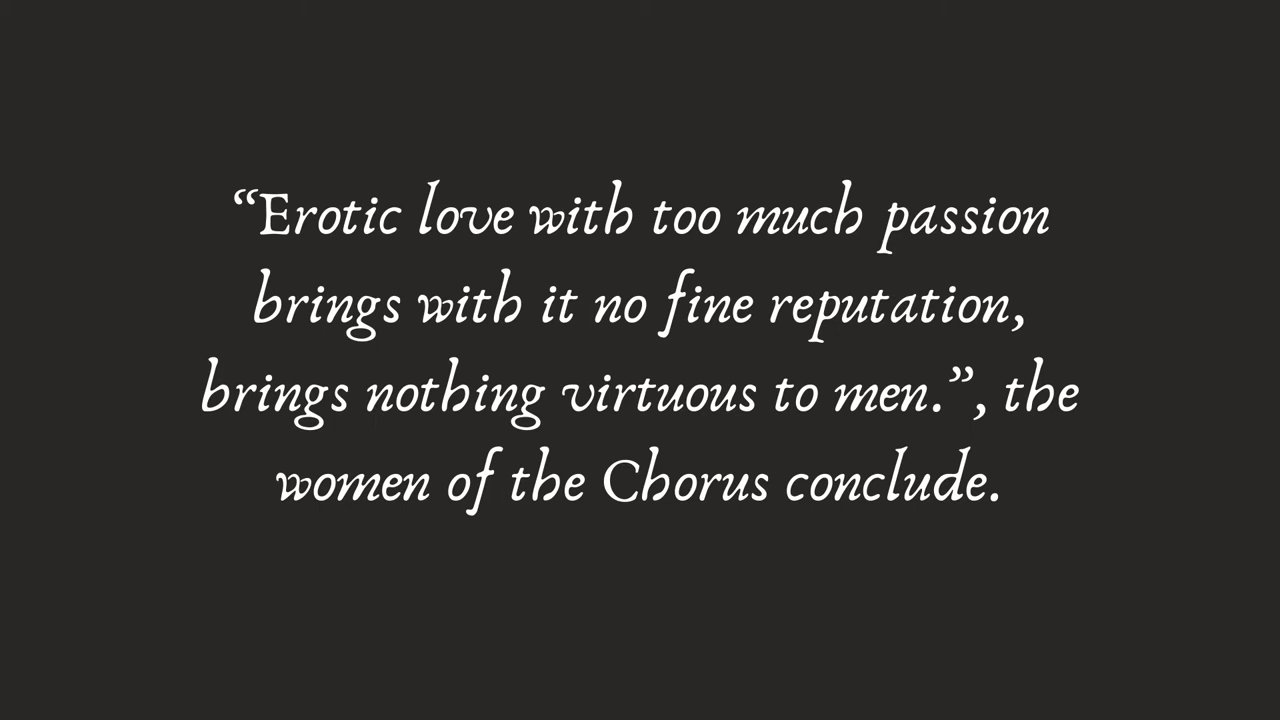 “Erotic love with too much passion
brings with it no fine reputation,
brings nothing virtuous to men.”, the
women of the Chorus conclude.